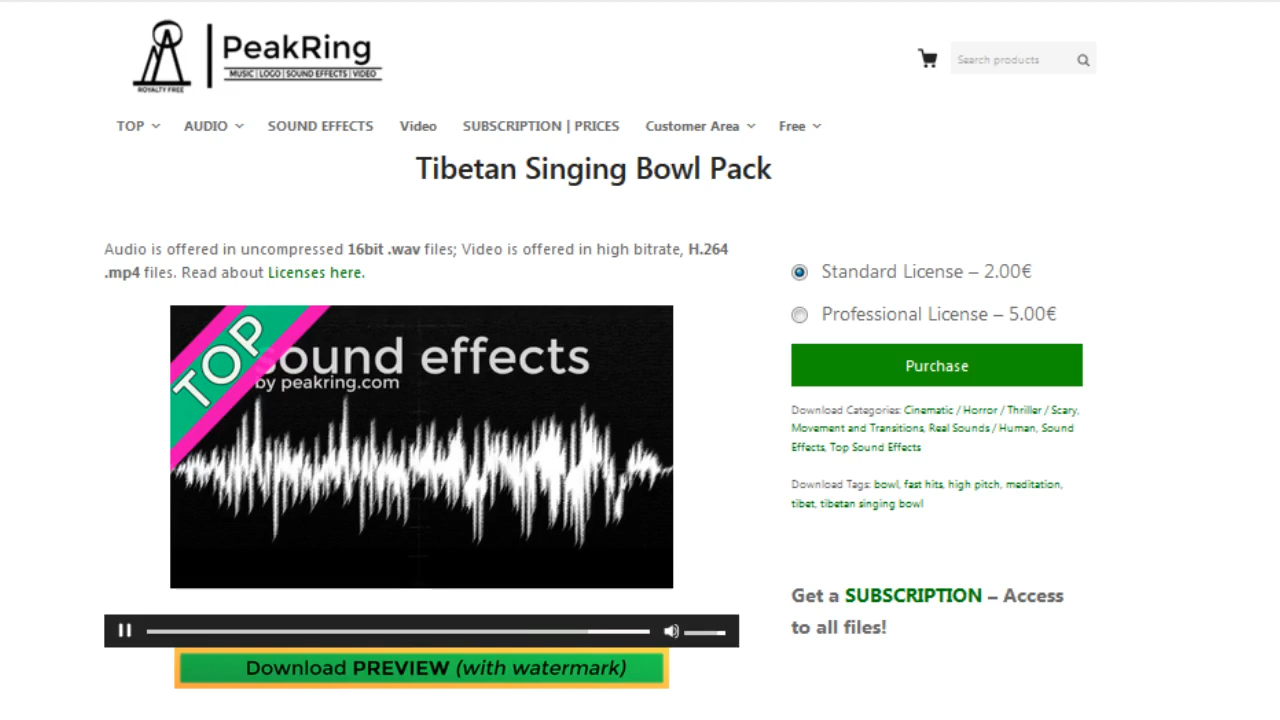 PeakRing
MUSIC | LOGO | SOUND EFFECTS | VIDEO
ROYALTY FREE
Search products
TOP AUDIO SOUND EFFECTS Video SUBSCRIPTION | PRICES Customer Area Free
Tibetan Singing Bowl Pack
Audio is offered in uncompressed 16bit .wav files; Video is offered in high bitrate, H.264
.mp4 files. Read about Licenses here.
TOP
sound effects
by peakring.com
Download PREVIEW (with watermark)
Standard License – 2.00€
Professional License – 5.00€
Purchase
Download Categories: Cinematic / Horror / Thriller / Scary,
Movement and Transitions, Real Sounds / Human, Sound
Effects, Top Sound Effects
Download Tags: bowl, fast hits, high pitch, meditation,
tibet, tibetan singing bowl
Get a SUBSCRIPTION – Access
to all files!